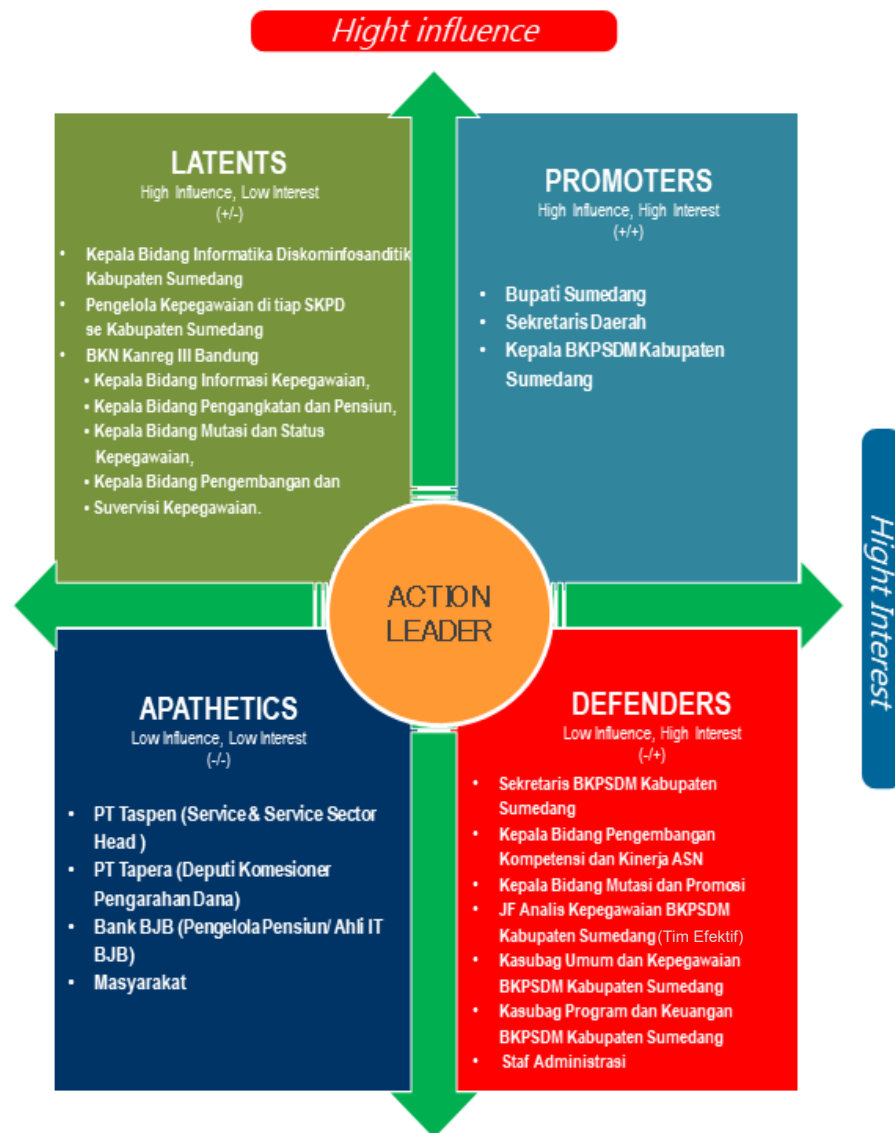 Hight influence
LATENTS
High Influence, Low Interest
(+/-)
• Kepala Bidang Informatika Diskominfosanditik
Kabupaten Sumedang
• Pengelola Kepegawaian di tiap SKPD
se Kabupaten Sumedang
• BKN Kanreg III Bandung
• Kepala Bidang Informasi Kepegawaian,
• Kepala Bidang Pengangkatan dan Pensiun,
• Kepala Bidang Mutasi dan Status
Kepegawaian,
• Kepala Bidang Pengembangan dan
• Suvervisi Kepegawaian.
PROMOTERS
High Influence, High Interest
(+/+)
• Bupati Sumedang
• Sekretaris Daerah
• Kepala BKPSDM Kabupaten
Sumedang
Hight Interest
ACTION
LEADER
APATHETICS
Low Influence, Low Interest
(-/-)
• PT Taspen (Service & Service Sector
Head )
• PT Tapera (Deputi Komesioner
Pengarahan Dana)
• Bank BJB (Pengelola Pensiun/ Ahli IT
BJB)
• Masyarakat
DEFENDERS
Low Influence, High Interest
(-/+)
• Sekretaris BKPSDM Kabupaten
Sumedang
• Kepala Bidang Pengembangan
Kompetensi dan Kinerja ASN
• Kepala Bidang Mutasi dan Promosi
• JF Analis Kepegawaian BKPSDM
Kabupaten Sumedang (Tim Efektif)
• Kasubag Umum dan Kepegawaian
BKPSDM Kabupaten Sumedang
• Kasubag Program dan Keuangan
BKPSDM Kabupaten Sumedang
• Staf Administrasi